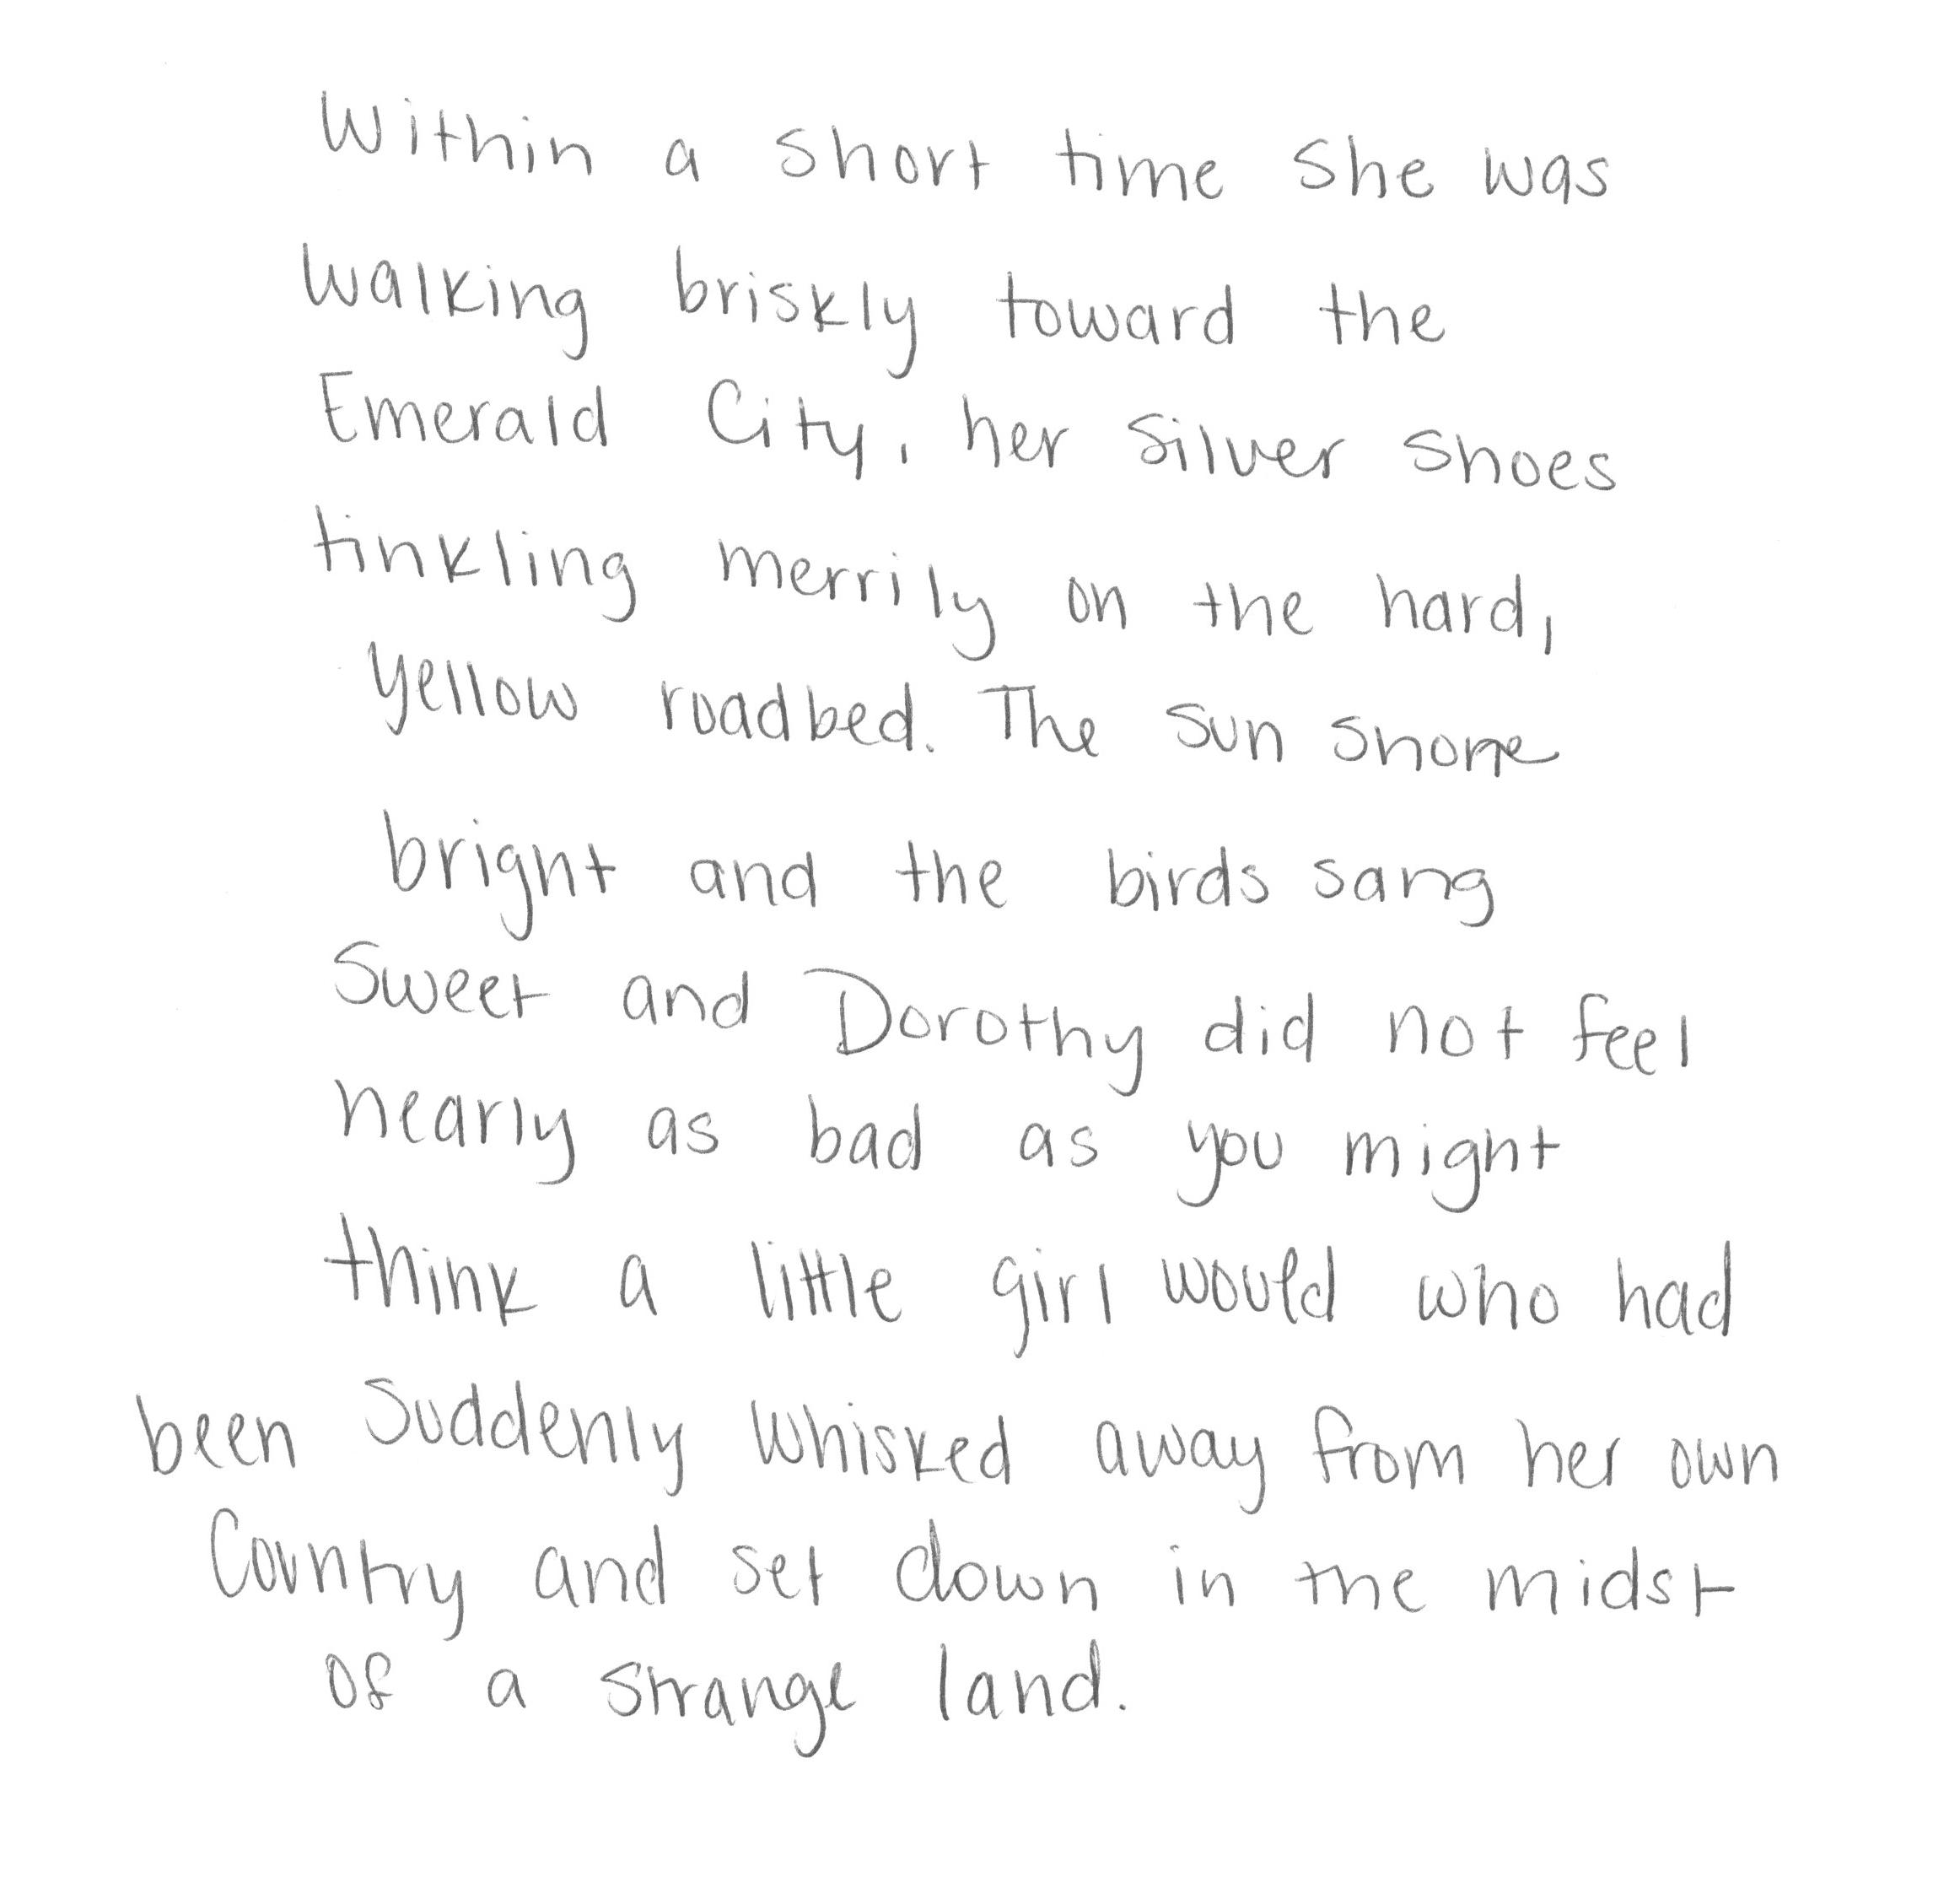 Within a short time she was
walking briskly toward the
Emerald City, her silver shoes
tinkling merrily on the hard,
yellow roadbed. The sun shone
bright and the birds sang
sweet and Dorothy did not feel
nearly as bad as you might
think a little girl would who had
been suddenly whisked away from her own
country and set down in the midst
of a strange land.